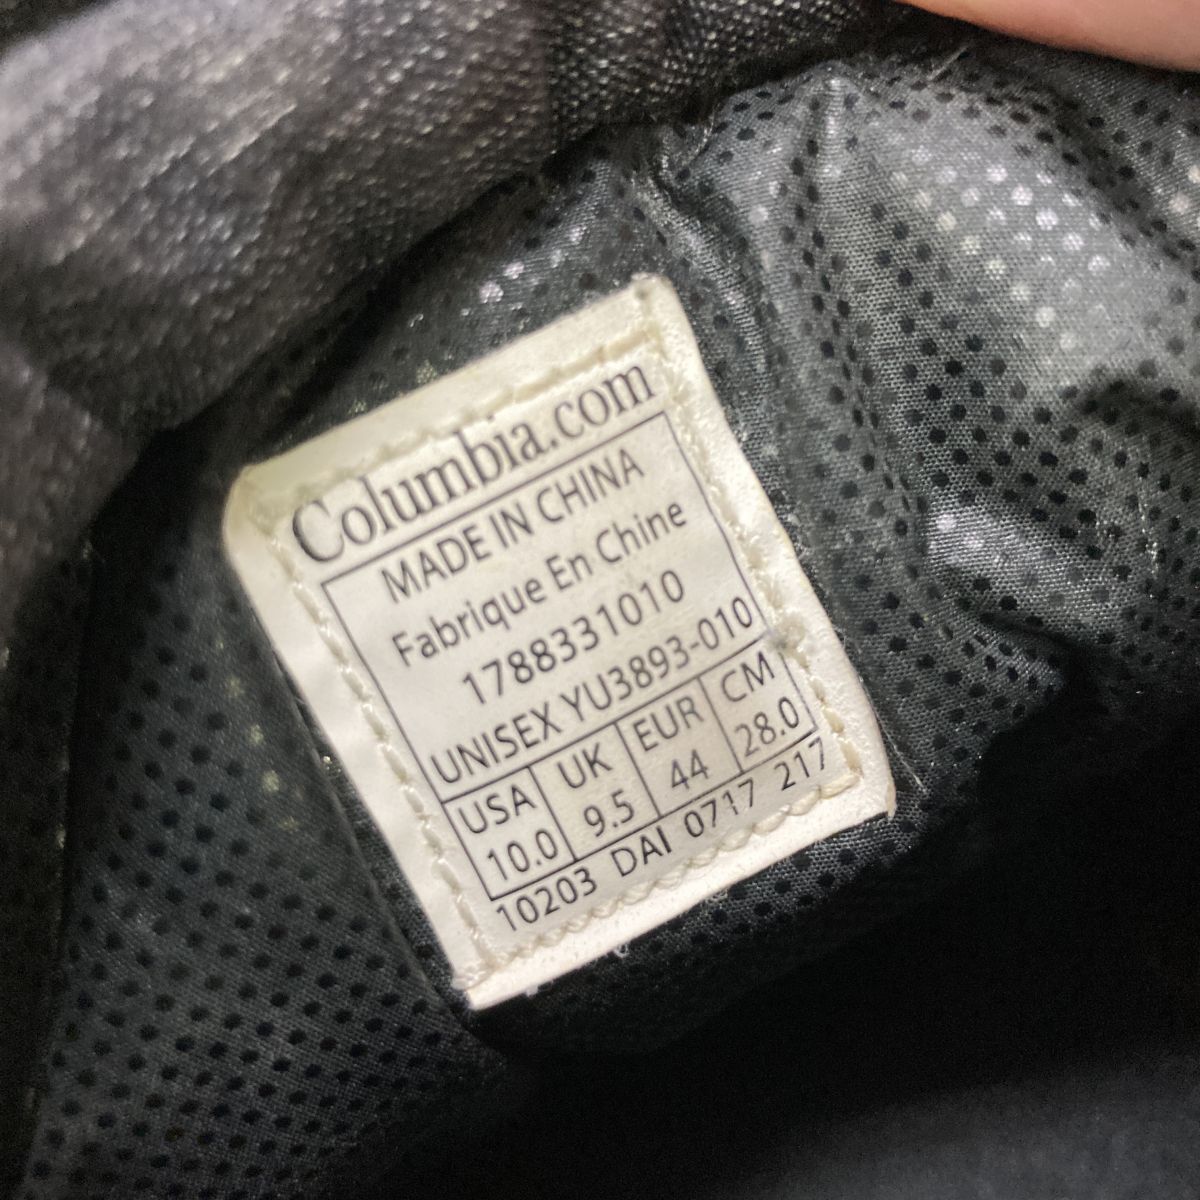 Columbia.com
MADE IN CHINA
Fabrique En Chine
1788331010
UNISEX YU3893-010
USA UK EUR CM
10.0 9.5 44 28.0
10203 DAI 0717 217